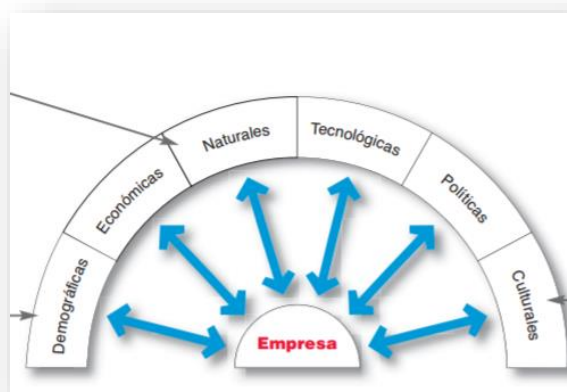 Demográficas
Económicas
Naturales
Tecnológicas
Políticas
Culturales
Empresa